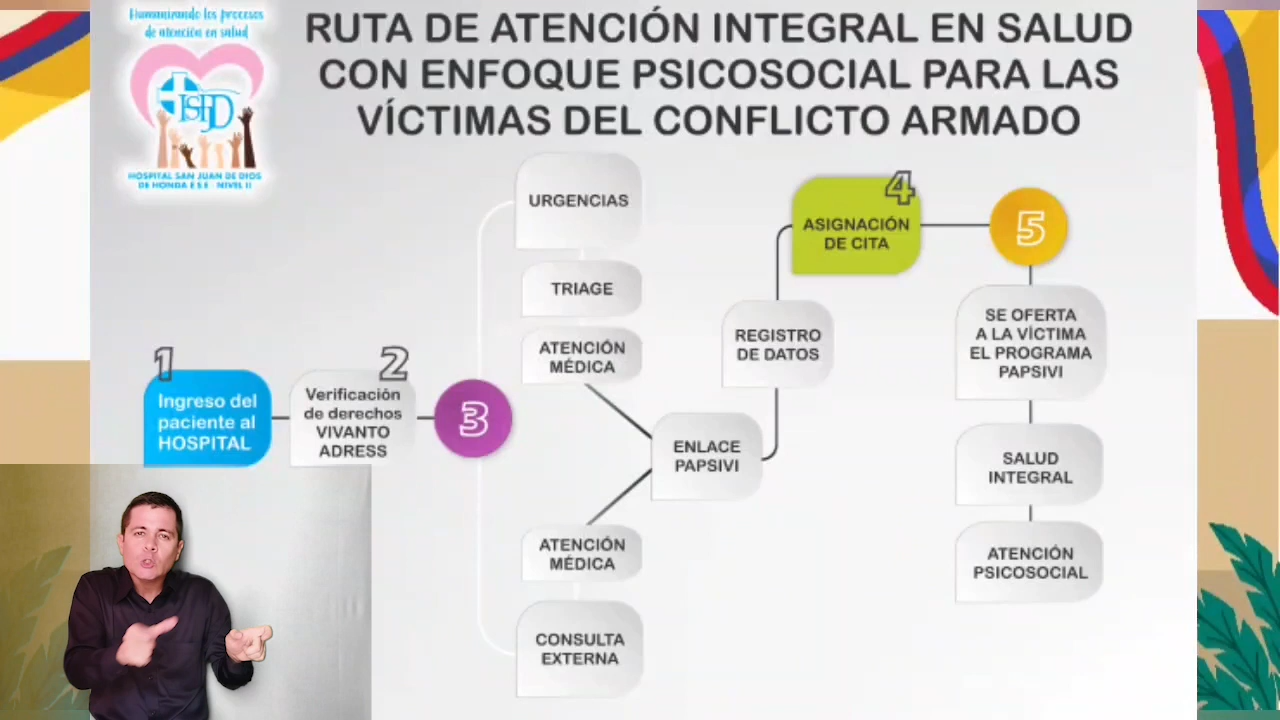 Humanizando los procesos
de atención en salud
HSJD
HOSPITAL SAN JUAN DE DIOS
DE HONDA E.S.E - NIVEL II
RUTA DE ATENCIÓN INTEGRAL EN SALUD
CON ENFOQUE PSICOSOCIAL PARA LAS
VÍCTIMAS DEL CONFLICTO ARMADO
1
Ingreso del
paciente al
HOSPITAL
2
Verificación
de derechos
VIVANTO
ADRESS
3
URGENCIAS
TRIAGE
ATENCIÓN
MÉDICA
ATENCIÓN
MÉDICA
CONSULTA
EXTERNA
ENLACE
PAPSIVI
REGISTRO
DE DATOS
4
ASIGNACIÓN
DE CITA
5
SE OFERTA
A LA VÍCTIMA
EL PROGRAMA
PAPSIVI
SALUD
INTEGRAL
ATENCIÓN
PSICOSOCIAL